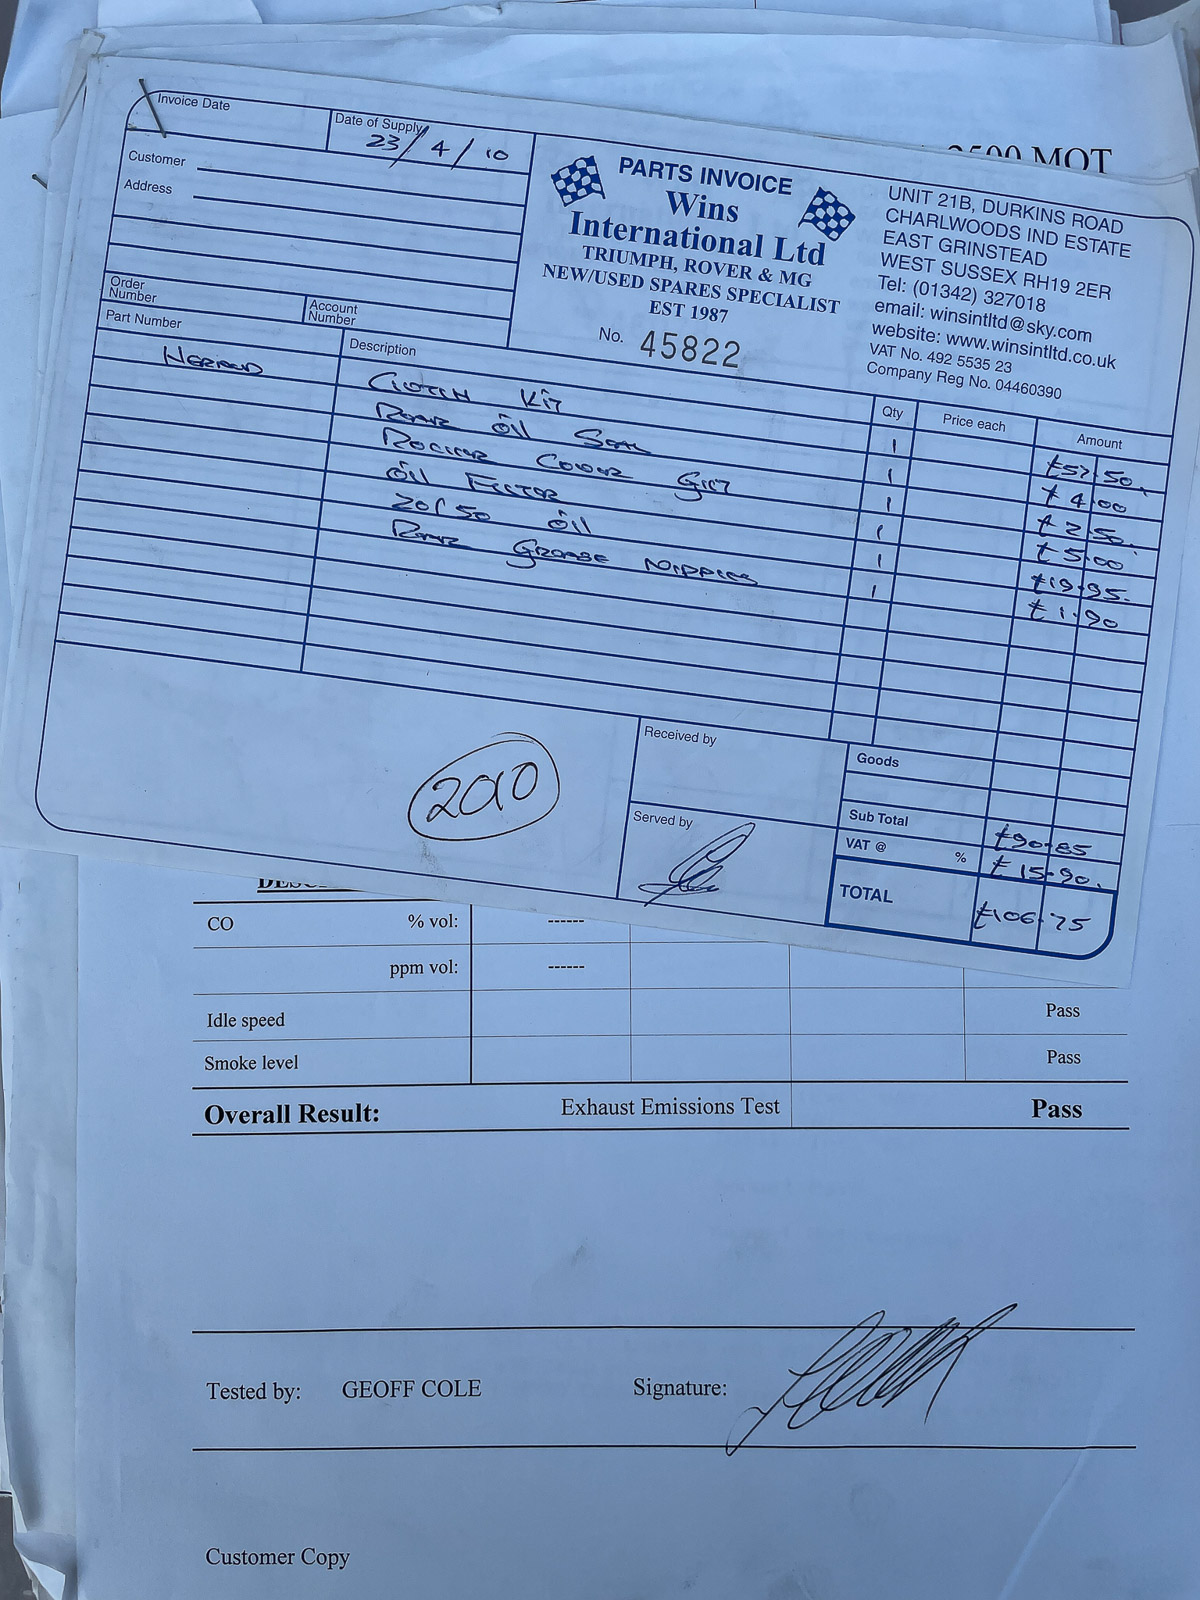 2500 MOT
Invoice Date
Date of Supply
23/4/10
Customer
Address
Order Number
Account Number
PARTS INVOICE
Wins
International Ltd
TRIUMPH, ROVER & MG
NEW/USED SPARES SPECIALIST
EST 1987
No. 45822
UNIT 21B, DURKINS ROAD
CHARLWOODS IND ESTATE
EAST GRINSTEAD
WEST SUSSEX RH19 2ER
Tel: (01342) 327018
email: winsintltd@sky.com
website: www.winsintltd.co.uk
VAT No. 492 5535 23
Company Reg No. 04460390
Part Number Description Qty Price each Amount
CLUTCH KIT 1 £57.50
REAR OIL SEAL 1 £4.00
ROCKER COVER GKT 1 £2.50
OIL FILTER 1 £5.00
20/50 OIL 1 £19.95
REAR GREASE NIPPLES 1 £1.90
2010
Received by
Served by
Goods
Sub Total £90.85
VAT @ % £15.90
TOTAL £106.75
CO % vol: ------
ppm vol: ------
Idle speed Pass
Smoke level Pass
Overall Result: Exhaust Emissions Test Pass
Tested by: GEOFF COLE Signature:
Customer Copy